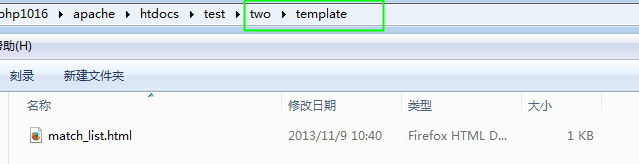 php1016 ▸ apache ▸ htdocs ▸ test ▸ two ▸ template
帮助(H)
刻录 新建文件夹
名称 修改日期 类型 大小
match_list.html 2013/11/9 10:40 Firefox HTML D... 1 KB